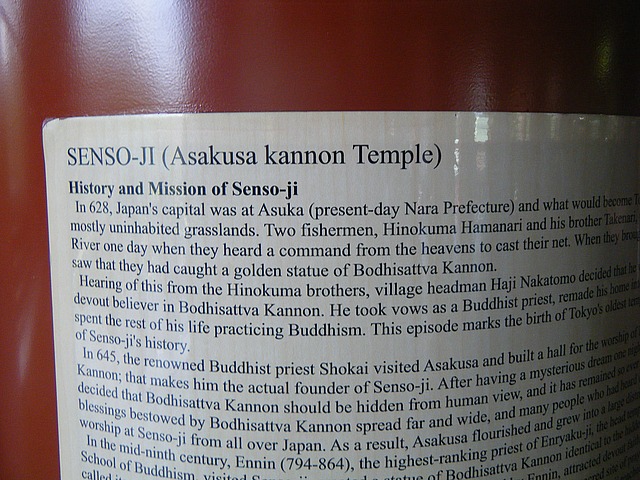 SENSO-JI (Asakusa kannon Temple)
History and Mission of Senso-ji
In 628, Japan's capital was at Asuka (present-day Nara Prefecture) and what would become
mostly uninhabited grasslands. Two fishermen, Hinokuma Hamanari and his brother Takenari,
River one day when they heard a command from the heavens to cast their net. When they
saw that they had caught a golden statue of Bodhisattva Kannon.
Hearing of this from the Hinokuma brothers, village headman Haji Nakatomo decided that
devout believer in Bodhisattva Kannon. He took vows as a Buddhist priest, remade his home
spent the rest of his life practicing Buddhism. This episode marks the birth of Tokyo's oldest
of Senso-ji's history.
In 645, the renowned Buddhist priest Shokai visited Asakusa and built a hall for the worship
Kannon; that makes him the actual founder of Senso-ji. After having a mysterious dream one
decided that Bodhisattva Kannon should be hidden from human view, and it has remained so
blessings bestowed by Bodhisattva Kannon spread far and wide, and many people who had
worship at Senso-ji from all over Japan. As a result, Asakusa flourished and grew into a large
In the mid-ninth century, Ennin (794-864), the highest-ranking priest of Enryaku-ji, the head
School of Buddhism, visited statue of Bodhisattva Kannon identical to the
called Ennin, attracted